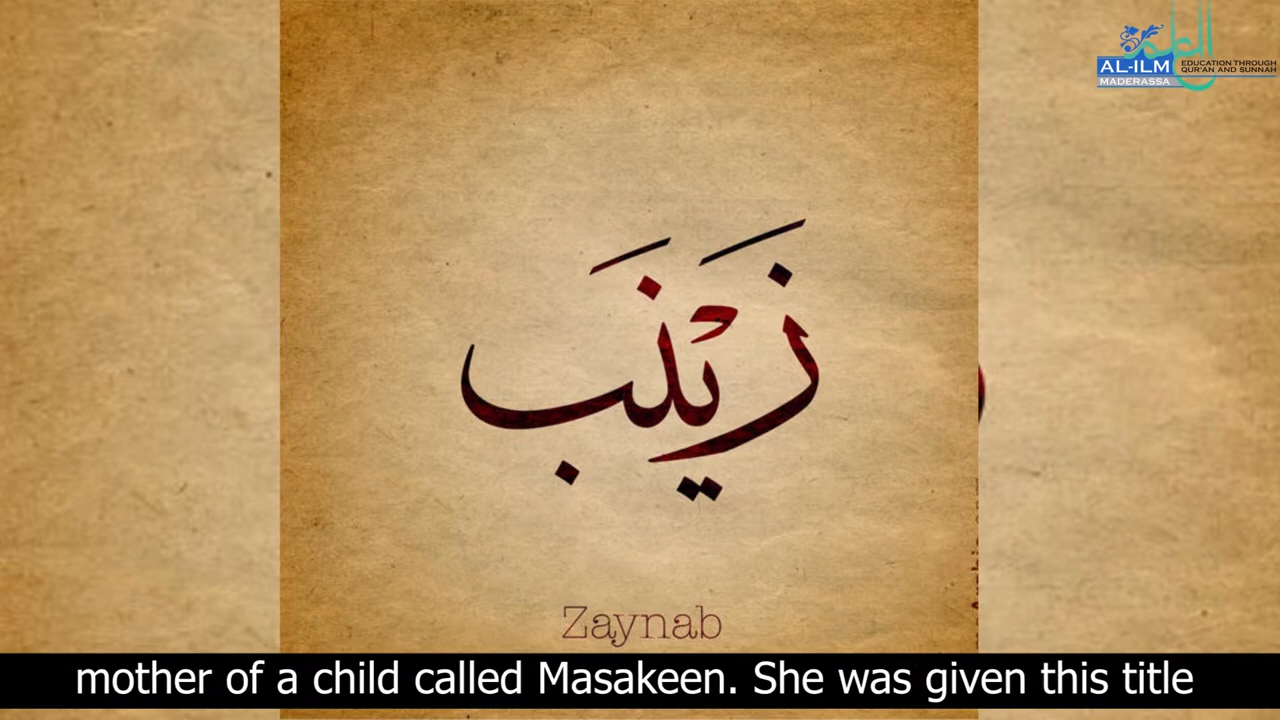 العلم
AL-ILM
MADERASSA
EDUCATION THROUGH
QUR'AN AND SUNNAH
زَيْنَب
Zaynab
mother of a child called Masakeen. She was given this title